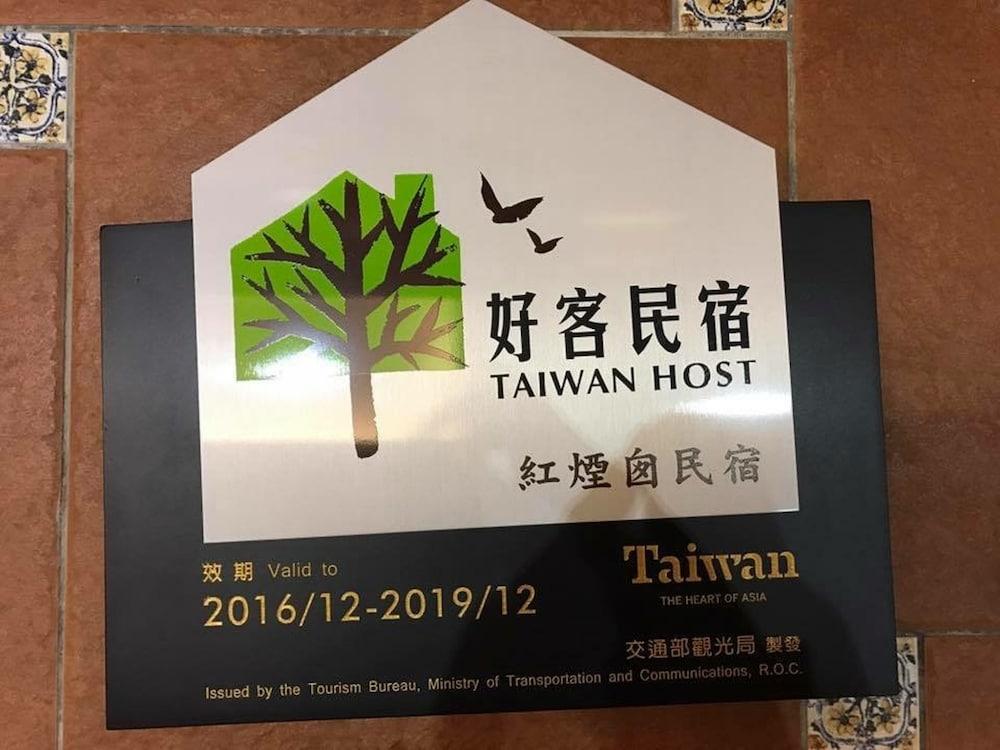 好客民宿
TAIWAN HOST
紅煙囪民宿
效期 Valid to
2016/12-2019/12
Taiwan
THE HEART OF ASIA
交通部觀光局 製發
Issued by the Tourism Bureau, Ministry of Transportation and Communications, R.O.C.